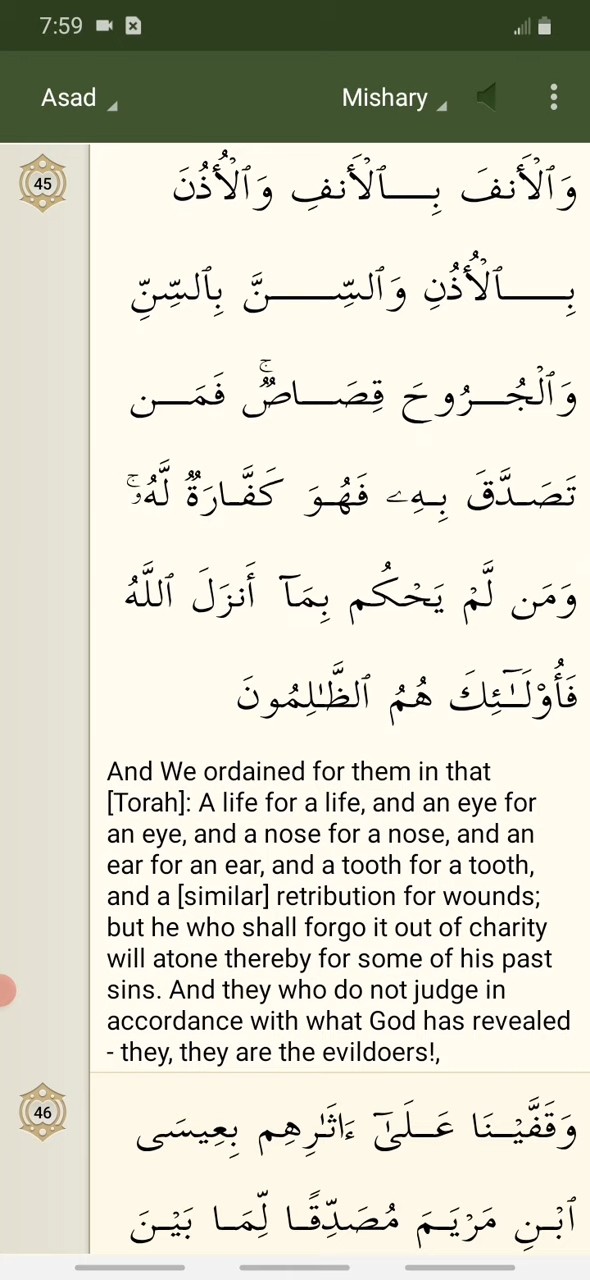 7:59
Asad
Mishary
45
وَٱلْأَنفَ بِٱلْأَنفِ وَٱلْأُذُنَ
بِٱلْأُذُنِ وَٱلسِّنَّ بِٱلسِّنِّ
وَٱلْجُرُوحَ قِصَاصٌۭ ۚ فَمَن
تَصَدَّقَ بِهِۦ فَهُوَ كَفَّارَةٌۭ لَّهُۥ ۚ
وَمَن لَّمْ يَحْكُم بِمَآ أَنزَلَ ٱللَّهُ
فَأُو۟لَـٰٓئِكَ هُمُ ٱلظَّـٰلِمُونَ
And We ordained for them in that
[Torah]: A life for a life, and an eye for
an eye, and a nose for a nose, and an
ear for an ear, and a tooth for a tooth,
and a [similar] retribution for wounds;
but he who shall forgo it out of charity
will atone thereby for some of his past
sins. And they who do not judge in
accordance with what God has revealed
- they, they are the evildoers!,
46
وَقَفَّيْنَا عَلَىٰٓ ءَاثَـٰرِهِم بِعِيسَى
ٱبْنِ مَرْيَمَ مُصَدِّقًۭا لِّمَا بَيْنَ